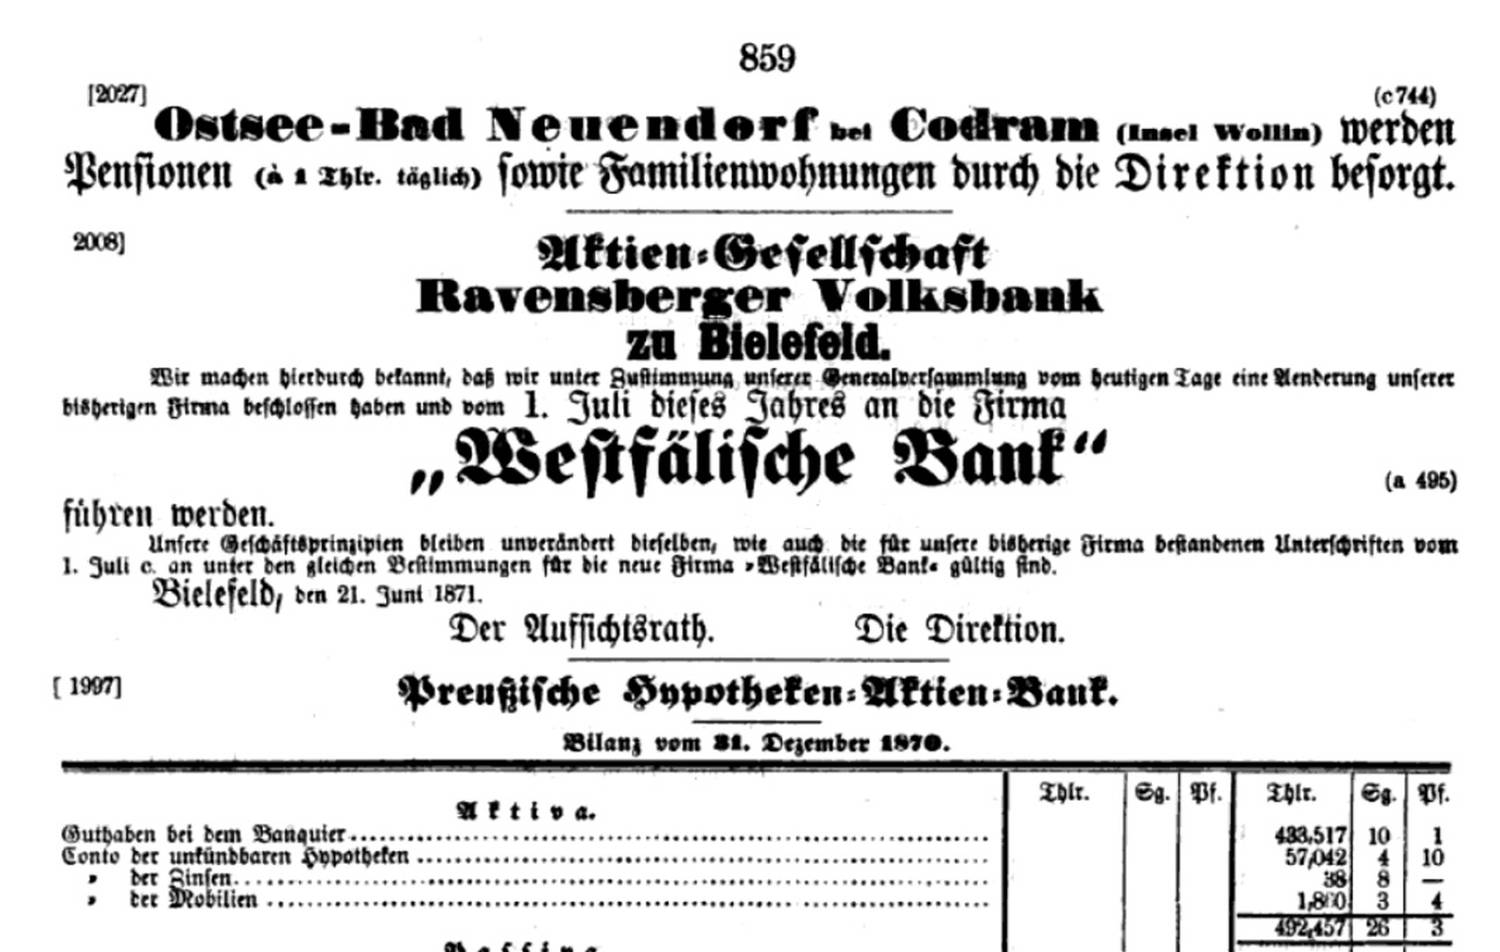 859
[2027] (c 744)
Ostsee-Bad Neuendorf bei Codram (Insel Wollin) werden
Pensionen (à 1 Thlr. täglich) sowie Familienwohnungen durch die Direktion besorgt.
2008]
Aktien-Gesellschaft
Ravensberger Volksbank
zu Bielefeld.
Wir machen hierdurch bekannt, daß wir unter Zustimmung unserer Generalversammlung vom heutigen Tage eine Aenderung unserer
bisherigen Firma beschlossen haben und vom 1. Juli dieses Jahres an die Firma
„Westfälische Bank“
(a 495)
führen werden.
Unsere Geschäftsprinzipien bleiben unverändert dieselben, wie auch die für unsere bisherige Firma bestandenen Unterschriften vom
1. Juli c. an unter den gleichen Bestimmungen für die neue Firma »Westfälische Bank« gültig sind.
Bielefeld, den 21. Juni 1871.
Der Aufsichtsrath. Die Direktion.
[ 1997] Preußische Hypotheken-Aktien-Bank.
Bilanz vom 31. Dezember 1870.
Thlr. Sg. Pf. Thlr. Sg. Pf.
Aktiva.
Guthaben bei dem Banquier 433,517 10 1
Conto der unkündbaren Hypotheken 57,042 4 10
» der Zinsen 38 8 —
» der Mobilien 1,860 3 4
492,457 26 3